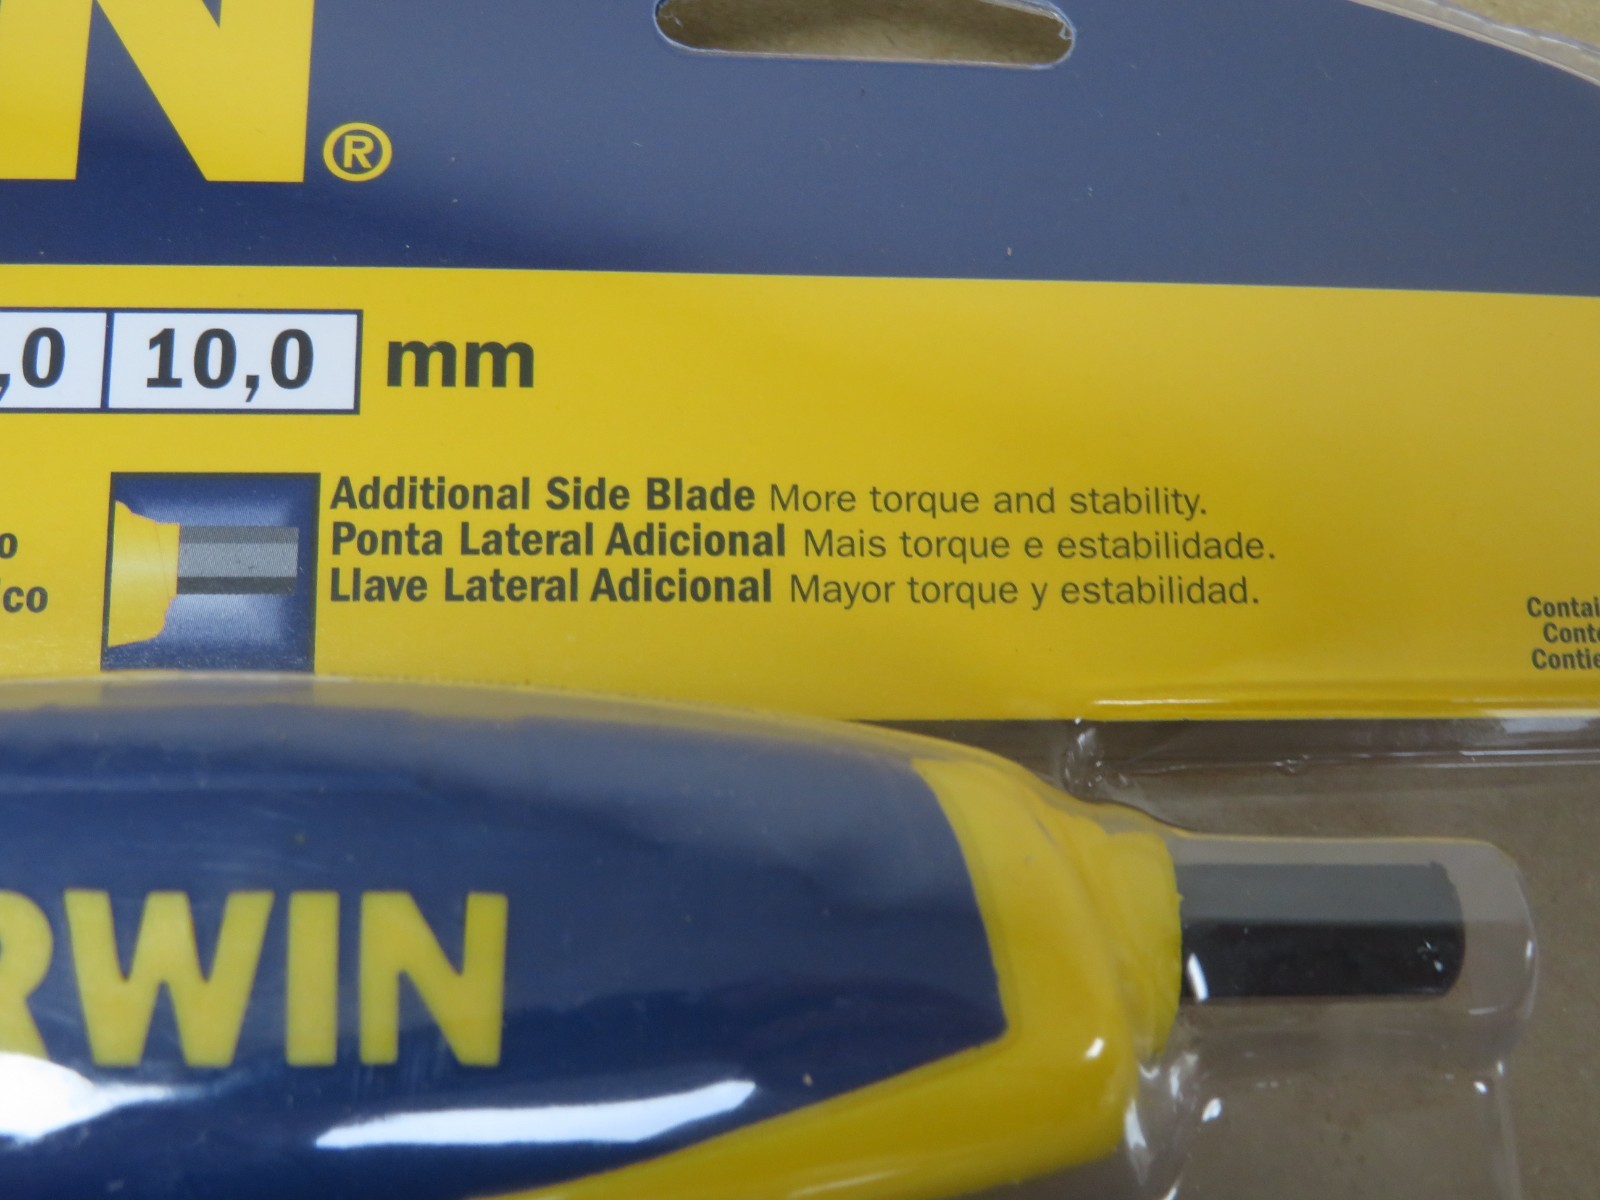 ®
,0 10,0 mm
Additional Side Blade More torque and stability.
Ponta Lateral Adicional Mais torque e estabilidade.
Llave Lateral Adicional Mayor torque y estabilidad.
RWIN